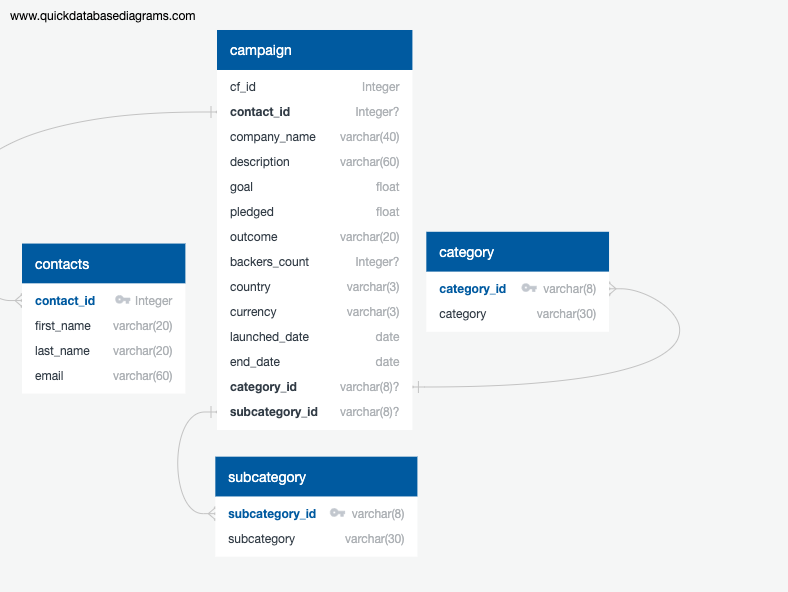 www.quickdatabasediagrams.com
campaign
cf_id Integer
contact_id Integer?
company_name varchar(40)
description varchar(60)
goal float
pledged float
outcome varchar(20)
backers_count Integer?
country varchar(3)
currency varchar(3)
launched_date date
end_date date
category_id varchar(8)?
subcategory_id varchar(8)?
contacts
contact_id Integer
first_name varchar(20)
last_name varchar(20)
email varchar(60)
category
category_id varchar(8)
category varchar(30)
subcategory
subcategory_id varchar(8)
subcategory varchar(30)